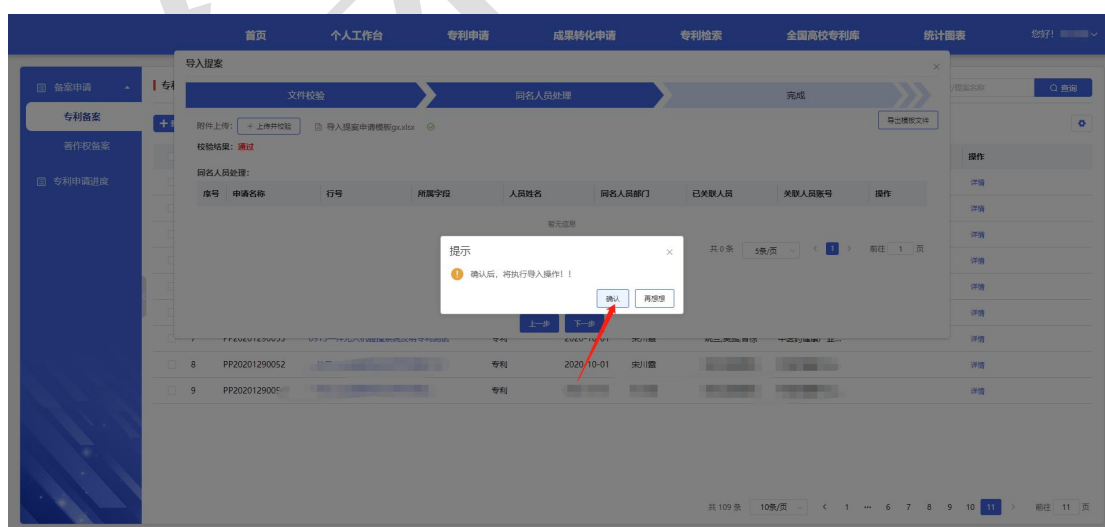 首页 个人工作台 专利申请 成果转化申请 专利检索 全国高校专利库 统计图表 您好!
导入提案
备案申请
专利备案
著作权备案
专利申请进度
文件校验 同名人员处理 完成
查询
附件上传: + 上传并校验 导入提案申请模板gx.xlsx 导出模板文件
校验结果: 通过
同名人员处理:
序号 申请名称 行号 所属字段 人员姓名 同名人员部门 已关联人员 关联人员账号 操作
暂无信息
共 0 条 5条/页 < 1 > 前往 1 页
操作
详情
详情
详情
详情
详情
详情
详情
提示
确认后,将执行导入操作!!
确认 再想想
上一步 下一步
8 PP20201290052 专利 2020-10-01 宋川霞 详情
9 PP2020129005 专利 详情
共 109 条 10条/页 < 1 ··· 6 7 8 9 10 11 > 前往 11 页